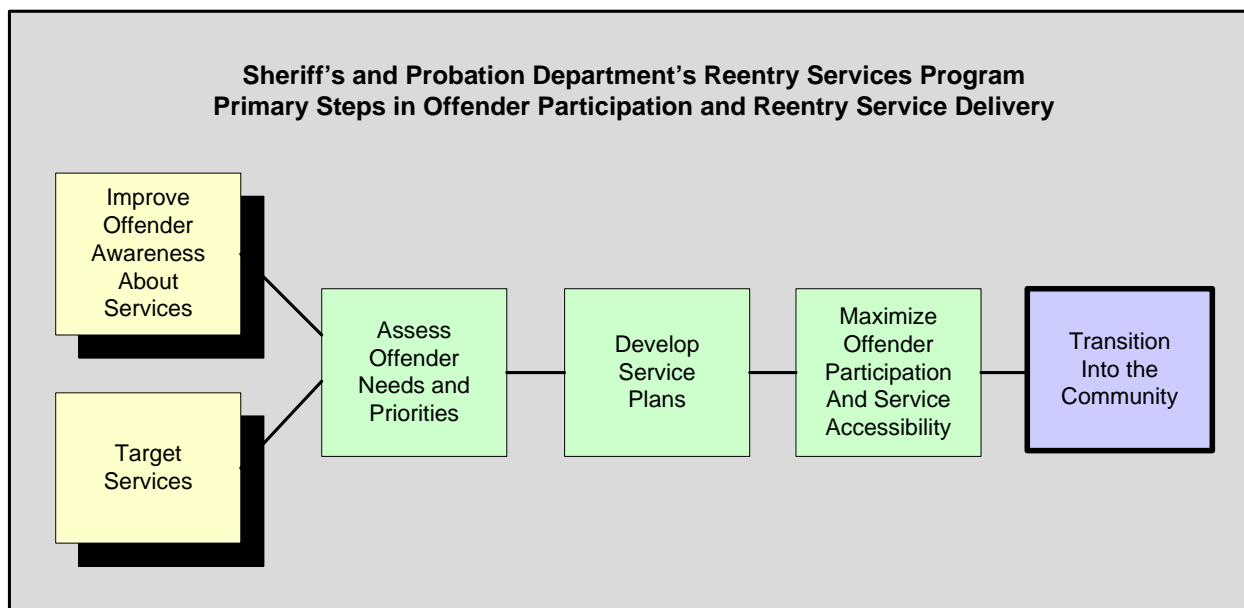 Sheriff's and Probation Department's Reentry Services Program
Primary Steps in Offender Participation and Reentry Service Delivery
Improve
Offender
Awareness
About
Services
Target
Services
Assess
Offender
Needs and
Priorities
Develop
Service
Plans
Maximize
Offender
Participation
And Service
Accessibility
Transition
Into the
Community